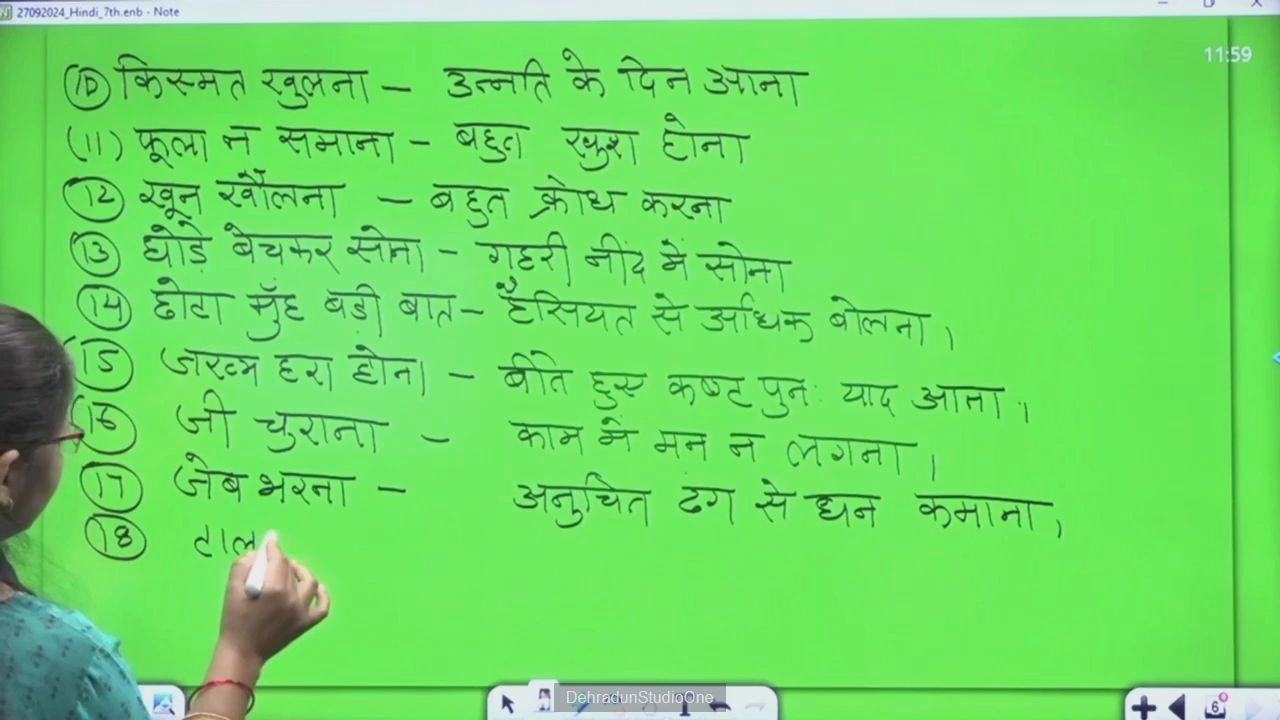 27092024_Hindi_7th.enb - Note
11:59
(10) किस्मत खुलना – उन्नति के दिन आना
(11) फूला न समाना – बहुत खुश होना
(12) खून खौलना – बहुत क्रोध करना
(13) घोड़े बेचकर सोना – गहरी नींद में सोना
(14) छोटा मुँह बड़ी बात – हैसियत से अधिक बोलना,
(15) जख्म हरा होना – बीते हुए कष्ट पुनः याद आना,
(16) जी चुराना – काम में मन न लगना,
(17) जेब भरना – अनुचित ढंग से धन कमाना,
(18) टाल
DehradunStudioOne
6